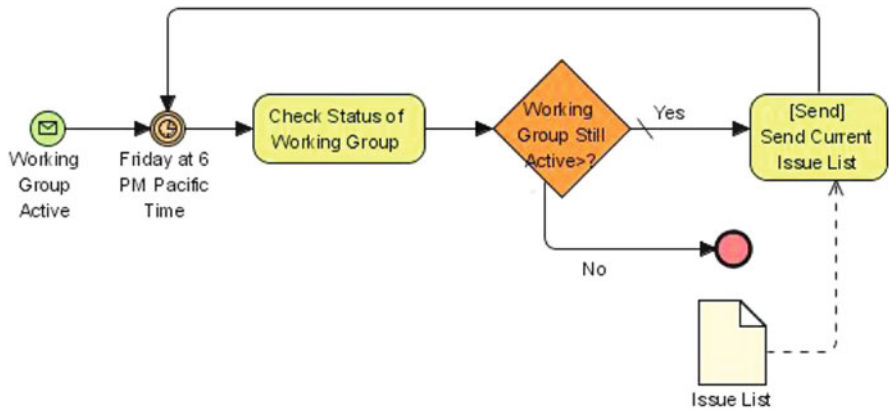 Working
Group
Active
Friday at 6
PM Pacific
Time
Check Status of
Working Group
Working
Group Still
Active>?
Yes
No
[Send]
Send Current
Issue List
Issue List